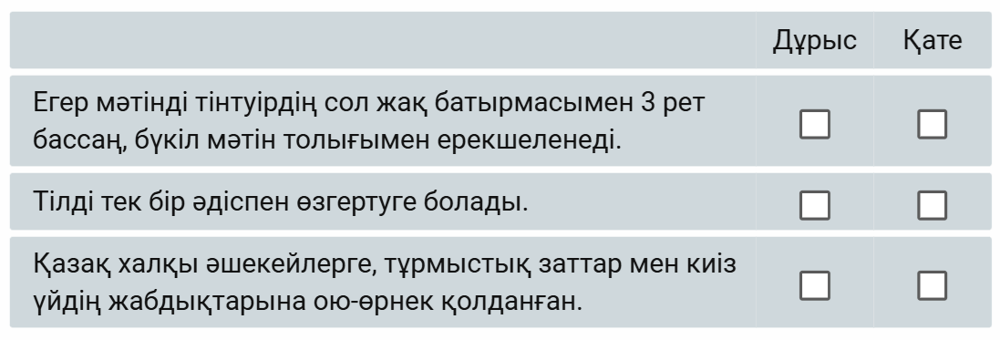 Дұрыс Қате
Егер мәтінді тінтуірдің сол жақ батырмасымен 3 рет
бассаң, бүкіл мәтін толығымен ерекшеленеді.
Тілді тек бір әдіспен өзгертуге болады.
Қазақ халқы әшекейлерге, тұрмыстық заттар мен киіз
үйдің жабдықтарына ою-өрнек қолданған.